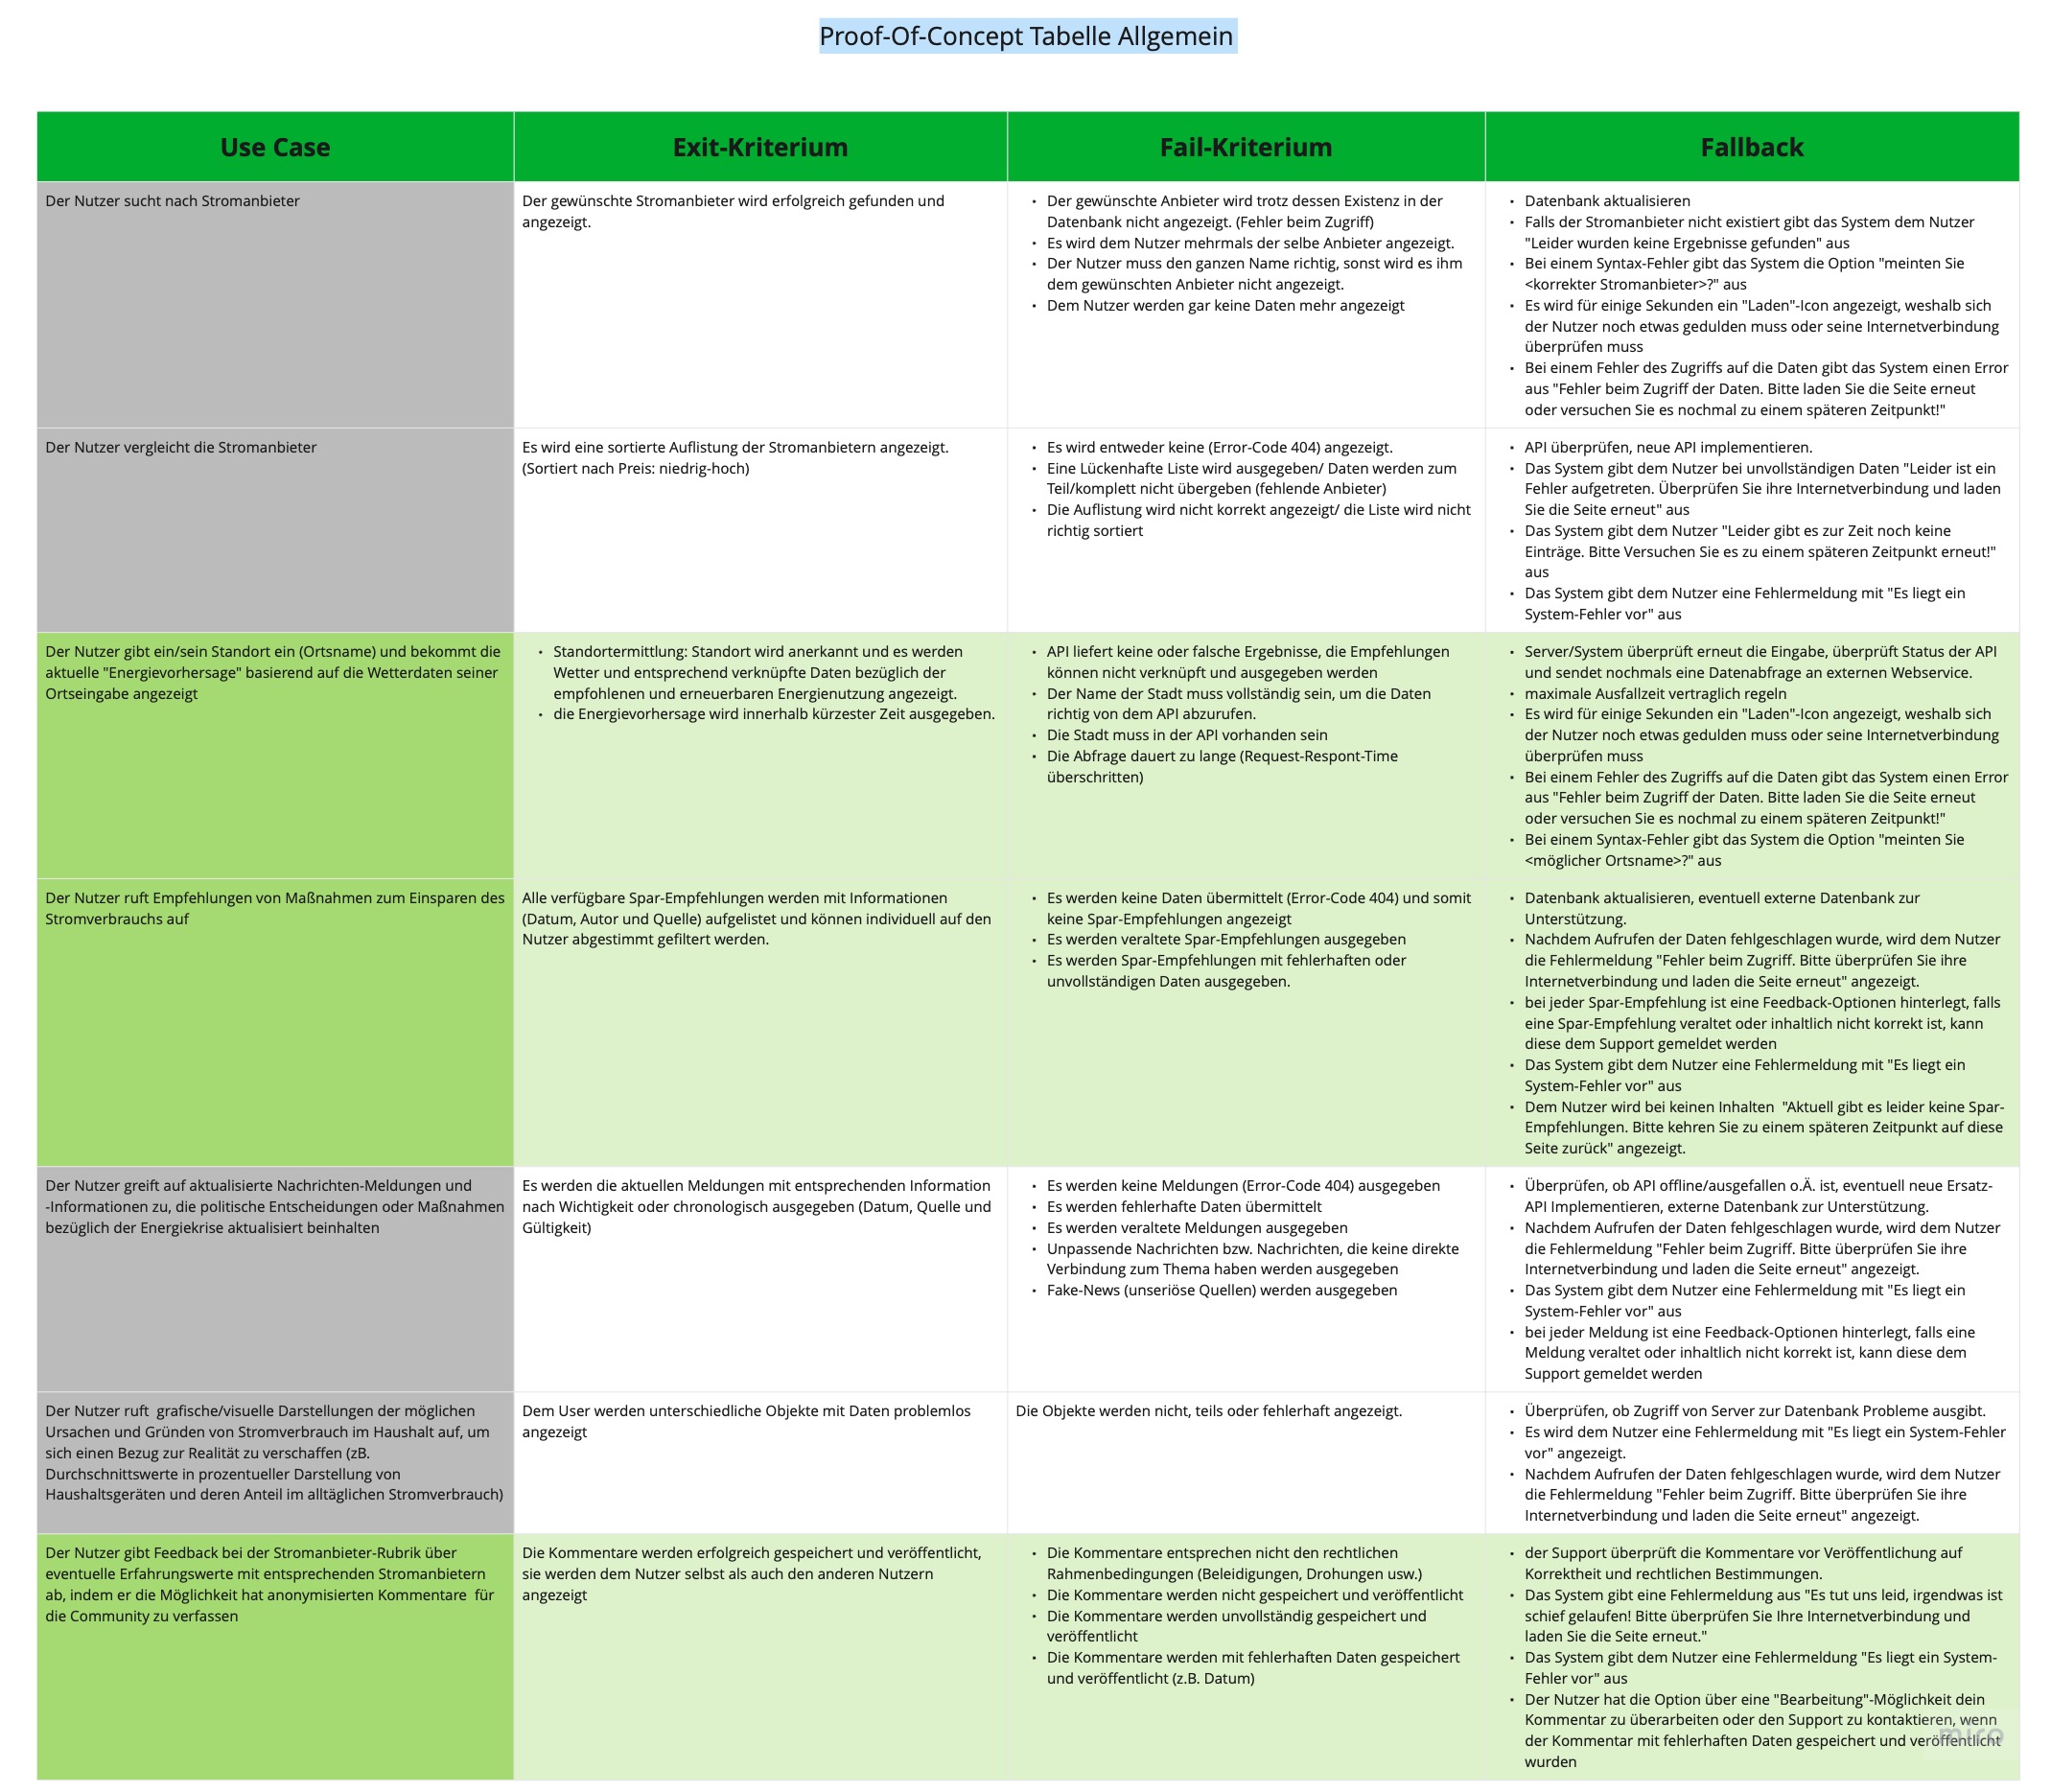 Proof-Of-Concept Tabelle Allgemein
Use Case
Exit-Kriterium
Fail-Kriterium
Fallback
Der Nutzer sucht nach Stromanbieter
Der gewünschte Stromanbieter wird erfolgreich gefunden und
angezeigt.
• Der gewünschte Anbieter wird trotz dessen Existenz in der
Datenbank nicht angezeigt. (Fehler beim Zugriff)
• Es wird dem Nutzer mehrmals der selbe Anbieter angezeigt.
• Der Nutzer muss den ganzen Name richtig, sonst wird es ihm
dem gewünschten Anbieter nicht angezeigt.
• Dem Nutzer werden gar keine Daten mehr angezeigt
• Datenbank aktualisieren
• Falls der Stromanbieter nicht existiert gibt das System dem Nutzer
"Leider wurden keine Ergebnisse gefunden" aus
• Bei einem Syntax-Fehler gibt das System die Option "meinten Sie
<korrekter Stromanbieter>?" aus
• Es wird für einige Sekunden ein "Laden"-Icon angezeigt, weshalb sich
der Nutzer noch etwas gedulden muss oder seine Internetverbindung
überprüfen muss
• Bei einem Fehler des Zugriffs auf die Daten gibt das System einen Error
aus "Fehler beim Zugriff der Daten. Bitte laden Sie die Seite erneut
oder versuchen Sie es nochmal zu einem späteren Zeitpunkt!"
Der Nutzer vergleicht die Stromanbieter
Es wird eine sortierte Auflistung der Stromanbietern angezeigt.
(Sortiert nach Preis: niedrig-hoch)
• Es wird entweder keine (Error-Code 404) angezeigt.
• Eine Lückenhafte Liste wird ausgegeben/ Daten werden zum
Teil/komplett nicht übergeben (fehlende Anbieter)
• Die Auflistung wird nicht korrekt angezeigt/ die Liste wird nicht
richtig sortiert
• API überprüfen, neue API implementieren.
• Das System gibt dem Nutzer bei unvollständigen Daten "Leider ist ein
Fehler aufgetreten. Überprüfen Sie ihre Internetverbindung und laden
Sie die Seite erneut" aus
• Das System gibt dem Nutzer "Leider gibt es zur Zeit noch keine
Einträge. Bitte Versuchen Sie es zu einem späteren Zeitpunkt erneut!"
aus
• Das System gibt dem Nutzer eine Fehlermeldung mit "Es liegt ein
System-Fehler vor" aus
Der Nutzer gibt ein/sein Standort ein (Ortsname) und bekommt die
aktuelle "Energievorhersage" basierend auf die Wetterdaten seiner
Ortseingabe angezeigt
• Standortermittlung: Standort wird anerkannt und es werden
Wetter und entsprechend verknüpfte Daten bezüglich der
empfohlenen und erneuerbaren Energienutzung angezeigt.
• die Energievorhersage wird innerhalb kürzester Zeit ausgegeben.
• API liefert keine oder falsche Ergebnisse, die Empfehlungen
können nicht verknüpft und ausgegeben werden
• Der Name der Stadt muss vollständig sein, um die Daten
richtig von dem API abzurufen.
• Die Stadt muss in der API vorhanden sein
• Die Abfrage dauert zu lange (Request-Respont-Time
überschritten)
• Server/System überprüft erneut die Eingabe, überprüft Status der API
und sendet nochmals eine Datenabfrage an externen Webservice.
• maximale Ausfallzeit vertraglich regeln
• Es wird für einige Sekunden ein "Laden"-Icon angezeigt, weshalb sich
der Nutzer noch etwas gedulden muss oder seine Internetverbindung
überprüfen muss
• Bei einem Fehler des Zugriffs auf die Daten gibt das System einen Error
aus "Fehler beim Zugriff der Daten. Bitte laden Sie die Seite erneut
oder versuchen Sie es nochmal zu einem späteren Zeitpunkt!"
• Bei einem Syntax-Fehler gibt das System die Option "meinten Sie
<möglicher Ortsname>?" aus
Der Nutzer ruft Empfehlungen von Maßnahmen zum Einsparen des
Stromverbrauchs auf
Alle verfügbare Spar-Empfehlungen werden mit Informationen
(Datum, Autor und Quelle) aufgelistet und können individuell auf den
Nutzer abgestimmt gefiltert werden.
• Es werden keine Daten übermittelt (Error-Code 404) und somit
keine Spar-Empfehlungen angezeigt
• Es werden veraltete Spar-Empfehlungen ausgegeben
• Es werden Spar-Empfehlungen mit fehlerhaften oder
unvollständigen Daten ausgegeben.
• Datenbank aktualisieren, eventuell externe Datenbank zur
Unterstützung.
• Nachdem Aufrufen der Daten fehlgeschlagen wurde, wird dem Nutzer
die Fehlermeldung "Fehler beim Zugriff. Bitte überprüfen Sie ihre
Internetverbindung und laden die Seite erneut" angezeigt.
• bei jeder Spar-Empfehlung ist eine Feedback-Optionen hinterlegt, falls
eine Spar-Empfehlung veraltet oder inhaltlich nicht korrekt ist, kann
diese dem Support gemeldet werden
• Das System gibt dem Nutzer eine Fehlermeldung mit "Es liegt ein
System-Fehler vor" aus
• Dem Nutzer wird bei keinen Inhalten  "Aktuell gibt es leider keine Spar-
Empfehlungen. Bitte kehren Sie zu einem späteren Zeitpunkt auf diese
Seite zurück" angezeigt.
Der Nutzer greift auf aktualisierte Nachrichten-Meldungen und
-Informationen zu, die politische Entscheidungen oder Maßnahmen
bezüglich der Energiekrise aktualisiert beinhalten
Es werden die aktuellen Meldungen mit entsprechenden Information
nach Wichtigkeit oder chronologisch ausgegeben (Datum, Quelle und
Gültigkeit)
• Es werden keine Meldungen (Error-Code 404) ausgegeben
• Es werden fehlerhafte Daten übermittelt
• Es werden veraltete Meldungen ausgegeben
• Unpassende Nachrichten bzw. Nachrichten, die keine direkte
Verbindung zum Thema haben werden ausgegeben
• Fake-News (unseriöse Quellen) werden ausgegeben
• Überprüfen, ob API offline/ausgefallen o.Ä. ist, eventuell neue Ersatz-
API Implementieren, externe Datenbank zur Unterstützung.
• Nachdem Aufrufen der Daten fehlgeschlagen wurde, wird dem Nutzer
die Fehlermeldung "Fehler beim Zugriff. Bitte überprüfen Sie ihre
Internetverbindung und laden die Seite erneut" angezeigt.
• Das System gibt dem Nutzer eine Fehlermeldung mit "Es liegt ein
System-Fehler vor" aus
• bei jeder Meldung ist eine Feedback-Optionen hinterlegt, falls eine
Meldung veraltet oder inhaltlich nicht korrekt ist, kann diese dem
Support gemeldet werden
Der Nutzer ruft  grafische/visuelle Darstellungen der möglichen
Ursachen und Gründen von Stromverbrauch im Haushalt auf, um
sich einen Bezug zur Realität zu verschaffen (zB.
Durchschnittswerte in prozentueller Darstellung von
Haushaltsgeräten und deren Anteil im alltäglichen Stromverbrauch)
Dem User werden unterschiedliche Objekte mit Daten problemlos
angezeigt
Die Objekte werden nicht, teils oder fehlerhaft angezeigt.
• Überprüfen, ob Zugriff von Server zur Datenbank Probleme ausgibt.
• Es wird dem Nutzer eine Fehlermeldung mit "Es liegt ein System-Fehler
vor" angezeigt.
• Nachdem Aufrufen der Daten fehlgeschlagen wurde, wird dem Nutzer
die Fehlermeldung "Fehler beim Zugriff. Bitte überprüfen Sie ihre
Internetverbindung und laden die Seite erneut" angezeigt.
Der Nutzer gibt Feedback bei der Stromanbieter-Rubrik über
eventuelle Erfahrungswerte mit entsprechenden Stromanbietern
ab, indem er die Möglichkeit hat anonymisierten Kommentare  für
die Community zu verfassen
Die Kommentare werden erfolgreich gespeichert und veröffentlicht,
sie werden dem Nutzer selbst als auch den anderen Nutzern
angezeigt
• Die Kommentare entsprechen nicht den rechtlichen
Rahmenbedingungen (Beleidigungen, Drohungen usw.)
• Die Kommentare werden nicht gespeichert und veröffentlicht
• Die Kommentare werden unvollständig gespeichert und
veröffentlicht
• Die Kommentare werden mit fehlerhaften Daten gespeichert
und veröffentlicht (z.B. Datum)
• der Support überprüft die Kommentare vor Veröffentlichung auf
Korrektheit und rechtlichen Bestimmungen.
• Das System gibt eine Fehlermeldung aus "Es tut uns leid, irgendwas ist
schief gelaufen! Bitte überprüfen Sie Ihre Internetverbindung und
laden Sie die Seite erneut."
• Das System gibt dem Nutzer eine Fehlermeldung "Es liegt ein System-
Fehler vor" aus
• Der Nutzer hat die Option über eine "Bearbeitung"-Möglichkeit dein
Kommentar zu überarbeiten oder den Support zu kontaktieren, wenn
der Kommentar mit fehlerhaften Daten gespeichert und veröffentlicht
wurden
miro